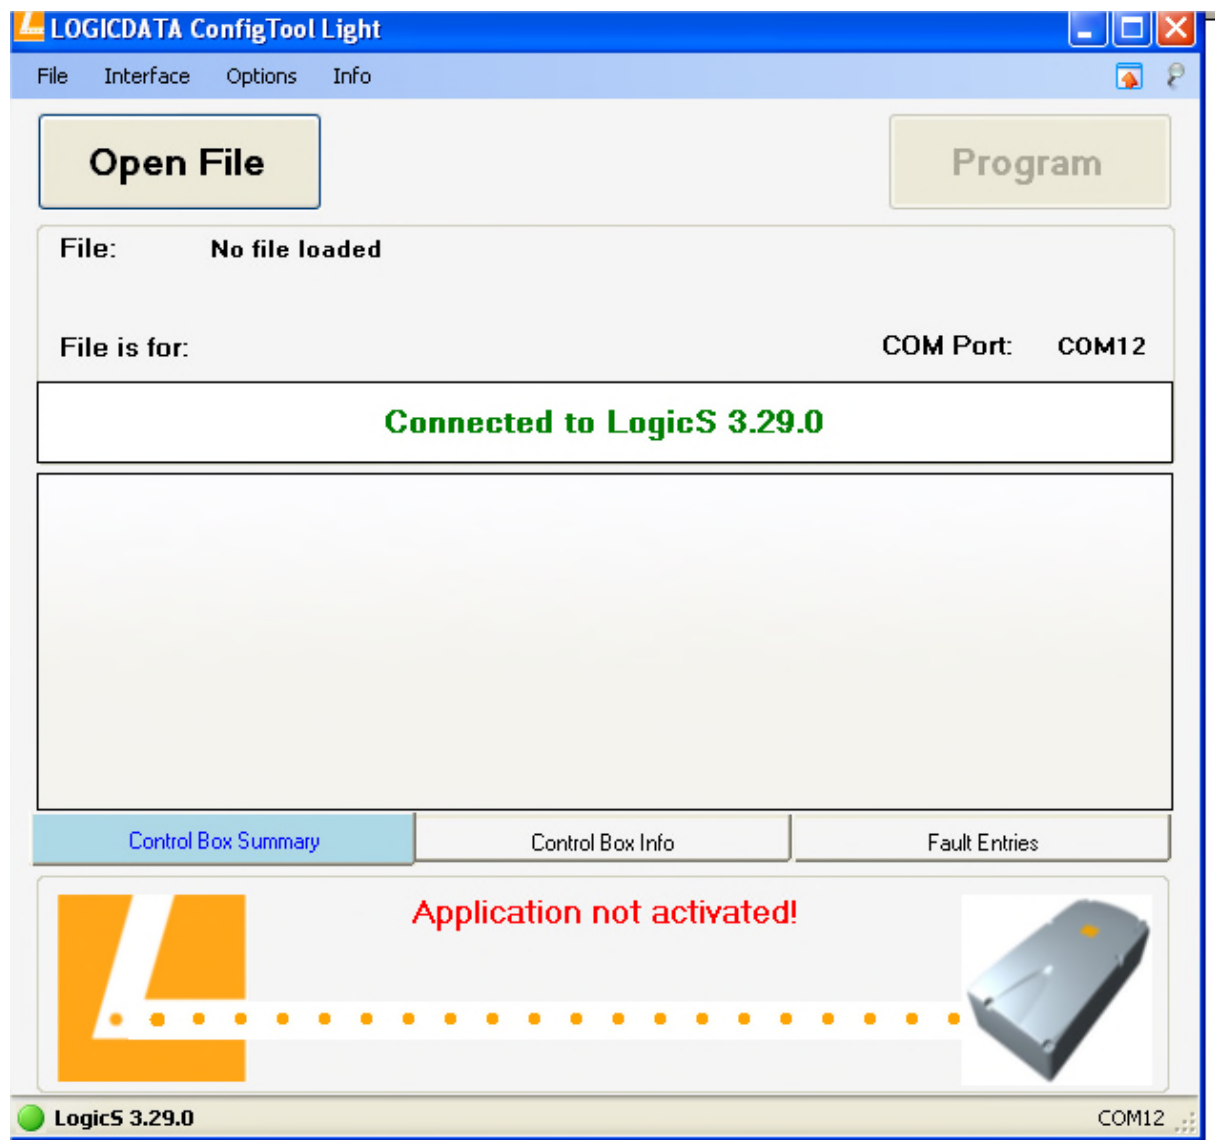 LOGICDATA ConfigTool Light
File Interface Options Info
Open File Program
File: No file loaded
File is for: COM Port: COM12
Connected to LogicS 3.29.0
Control Box Summary Control Box Info Fault Entries
Application not activated!
LogicS 3.29.0 COM12